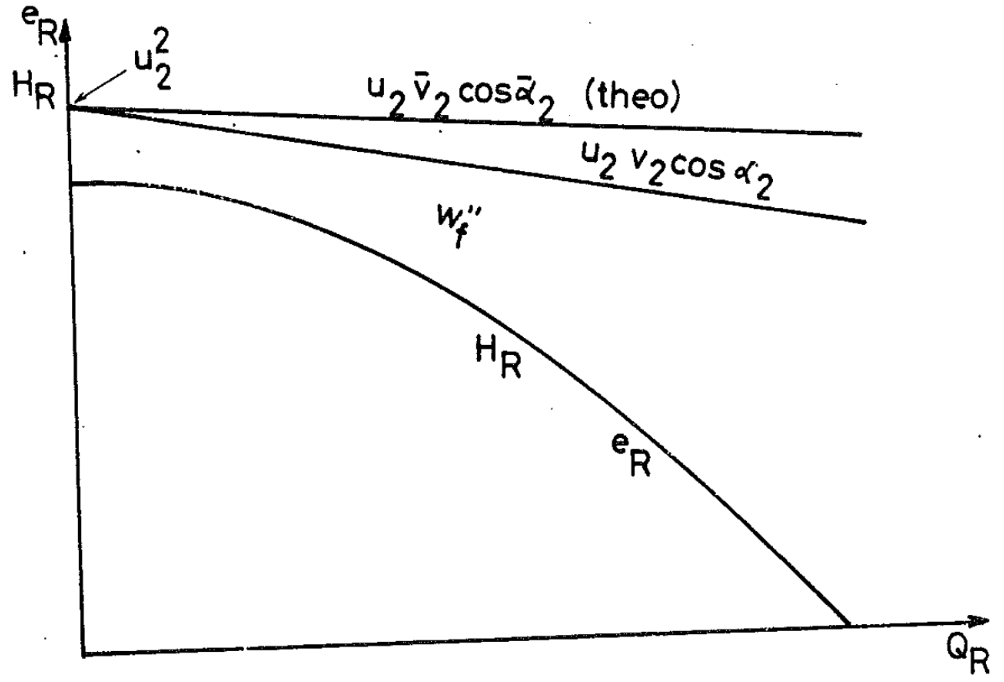 e_R
u_2^2
H_R
u_2 v̄_2 cos ᾱ_2 (theo)
u_2 v_2 cos α_2
w_f''
H_R
e_R
Q_R